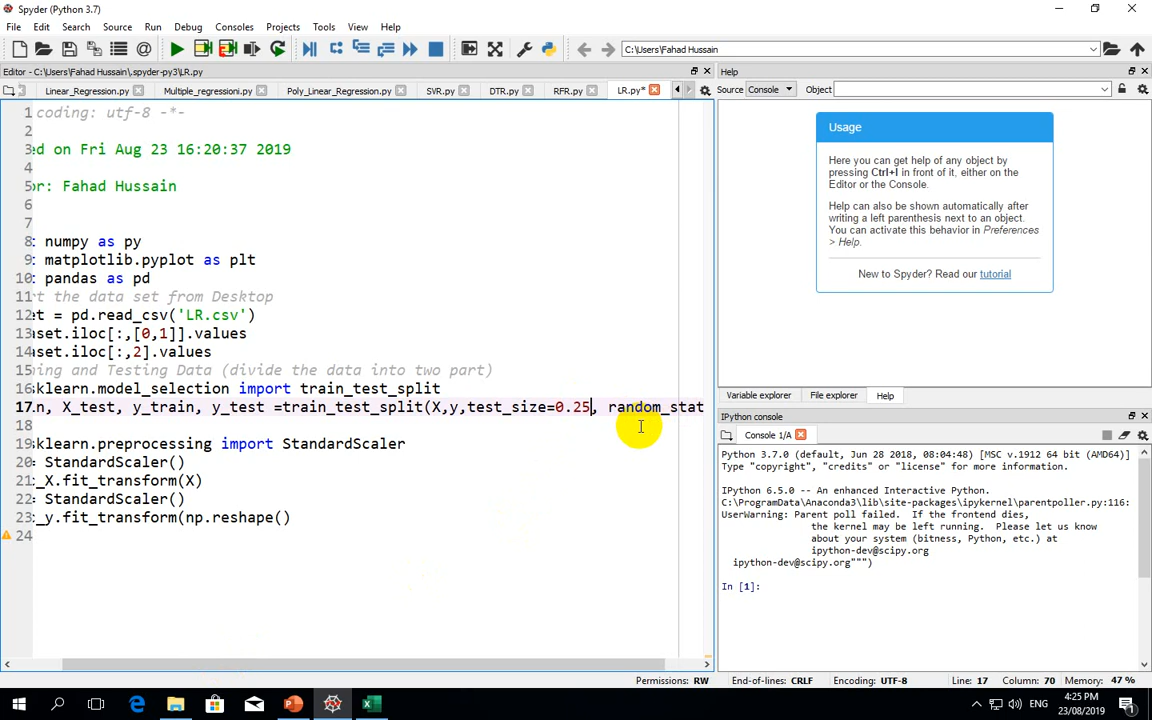 Spyder (Python 3.7)
File Edit Search Source Run Debug Consoles Projects Tools View Help
C:\Users\Fahad Hussain
Editor - C:\Users\Fahad Hussain\.spyder-py3\LR.py
Linear_Regression.py Multiple_regressioni.py Poly_Linear_Regression.py SVR.py DTR.py RFR.py LR.py*
1 coding: utf-8 -*-
2
3 ed on Fri Aug 23 16:20:37 2019
4
5 or: Fahad Hussain
6
7
8 : numpy as py
9 : matplotlib.pyplot as plt
10 : pandas as pd
11 t the data set from Desktop
12 et = pd.read_csv('LR.csv')
13 aset.iloc[:,[0,1]].values
14 aset.iloc[:,2].values
15 ning and Testing Data (divide the data into two part)
16 sklearn.model_selection import train_test_split
17 n, X_test, y_train, y_test =train_test_split(X,y,test_size=0.25, random_stat
18
19 sklearn.preprocessing import StandardScaler
20 StandardScaler()
21 _X.fit_transform(X)
22 StandardScaler()
23 _y.fit_transform(np.reshape()
24
Help
Source Console Object
Usage
Here you can get help of any object by
pressing Ctrl+I in front of it, either on the
Editor or the Console.
Help can also be shown automatically after
writing a left parenthesis next to an object.
You can activate this behavior in Preferences
> Help.
New to Spyder? Read our tutorial
Variable explorer File explorer Help
IPython console
Console 1/A
Python 3.7.0 (default, Jun 28 2018, 08:04:48) [MSC v.1912 64 bit (AMD64)]
Type "copyright", "credits" or "license" for more information.
IPython 6.5.0 -- An enhanced Interactive Python.
C:\ProgramData\Anaconda3\lib\site-packages\ipykernel\parentpoller.py:116:
UserWarning: Parent poll failed. If the frontend dies,
the kernel may be left running. Please let us know
about your system (bitness, Python, etc.) at
ipython-dev@scipy.org
ipython-dev@scipy.org""")
In [1]:
Permissions: RW End-of-lines: CRLF Encoding: UTF-8 Line: 17 Column: 70 Memory: 47 %
ENG
4:25 PM
23/08/2019
1